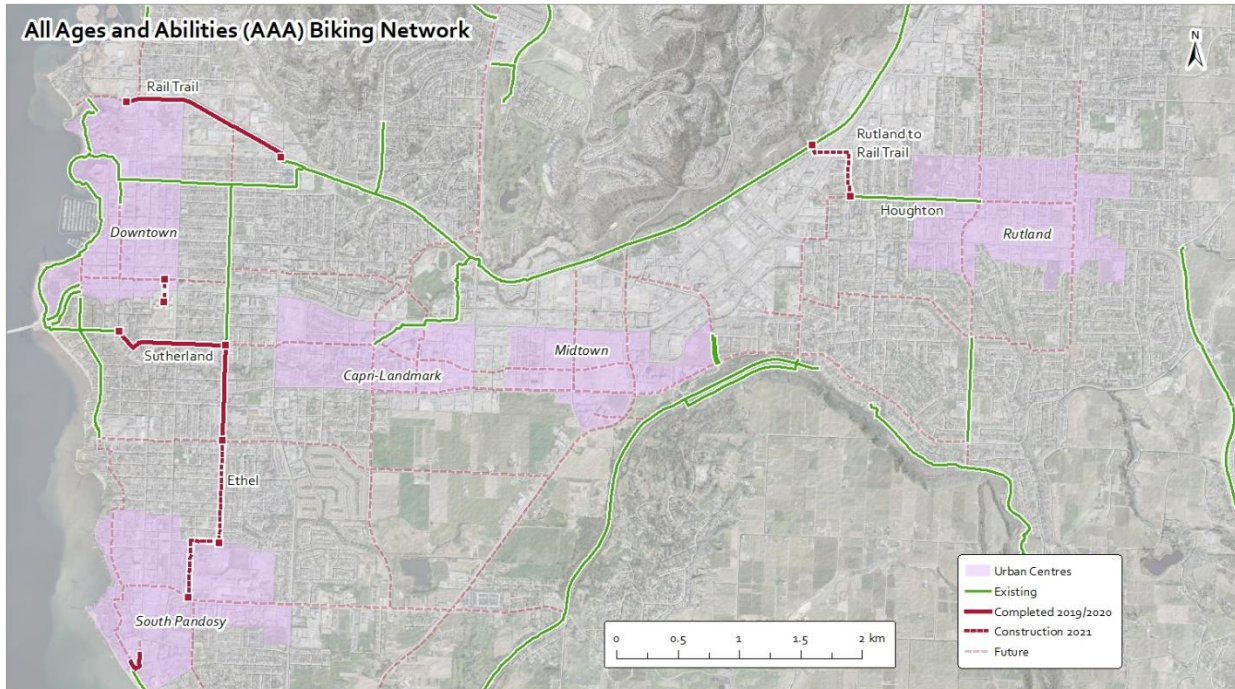 All Ages and Abilities (AAA) Biking Network
N
Rail Trail
Rutland to
Rail Trail
Houghton
Downtown
Rutland
Sutherland
Midtown
Capri-Landmark
Ethel
South Pandosy
0 0.5 1 1.5 2 km
Urban Centres
Existing
Completed 2019/2020
Construction 2021
Future